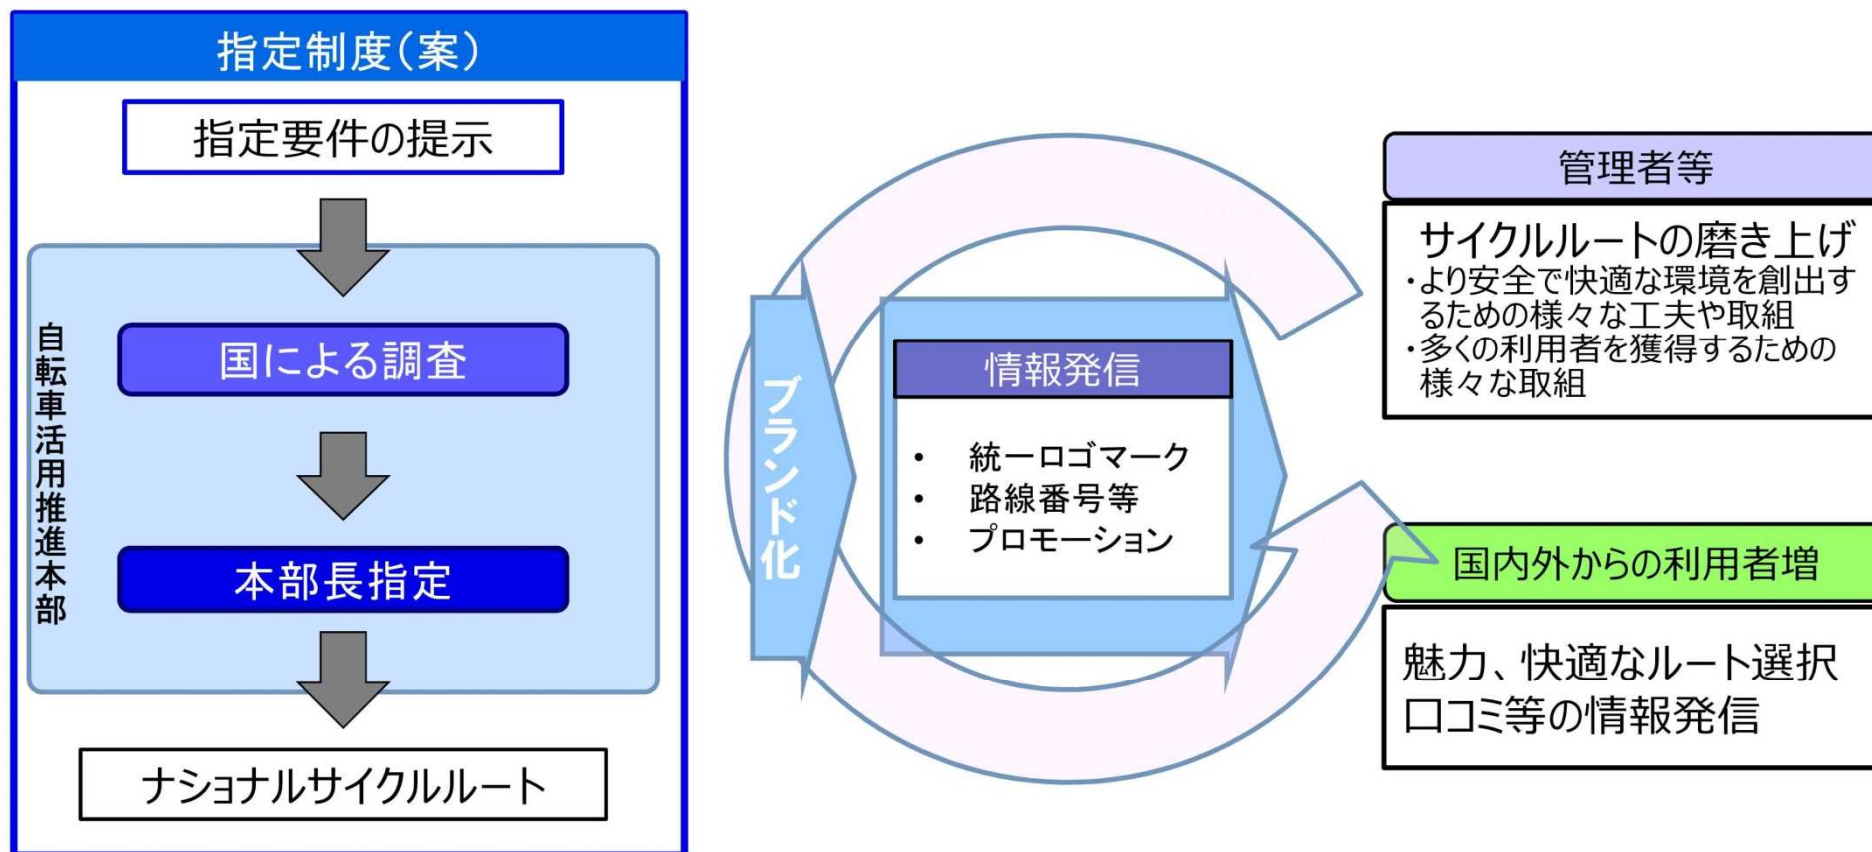 指定制度(案)
指定要件の提示
自転車活用推進本部
国による調査
本部長指定
ナショナルサイクルルート
ブランド化
情報発信
• 統一ロゴマーク
• 路線番号等
• プロモーション
管理者等
サイクルルートの磨き上げ
・より安全で快適な環境を創出す
るための様々な工夫や取組
・多くの利用者を獲得するための
様々な取組
国内外からの利用者増
魅力、快適なルート選択
口コミ等の情報発信